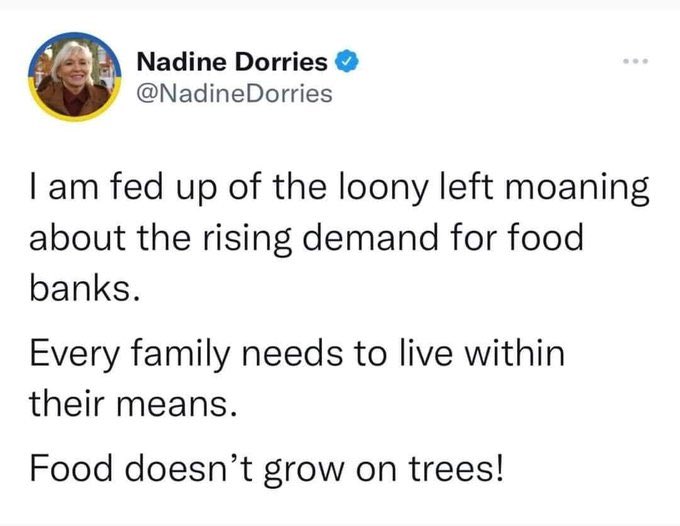 Nadine Dorries
@NadineDorries
I am fed up of the loony left moaning
about the rising demand for food
banks.
Every family needs to live within
their means.
Food doesn’t grow on trees!